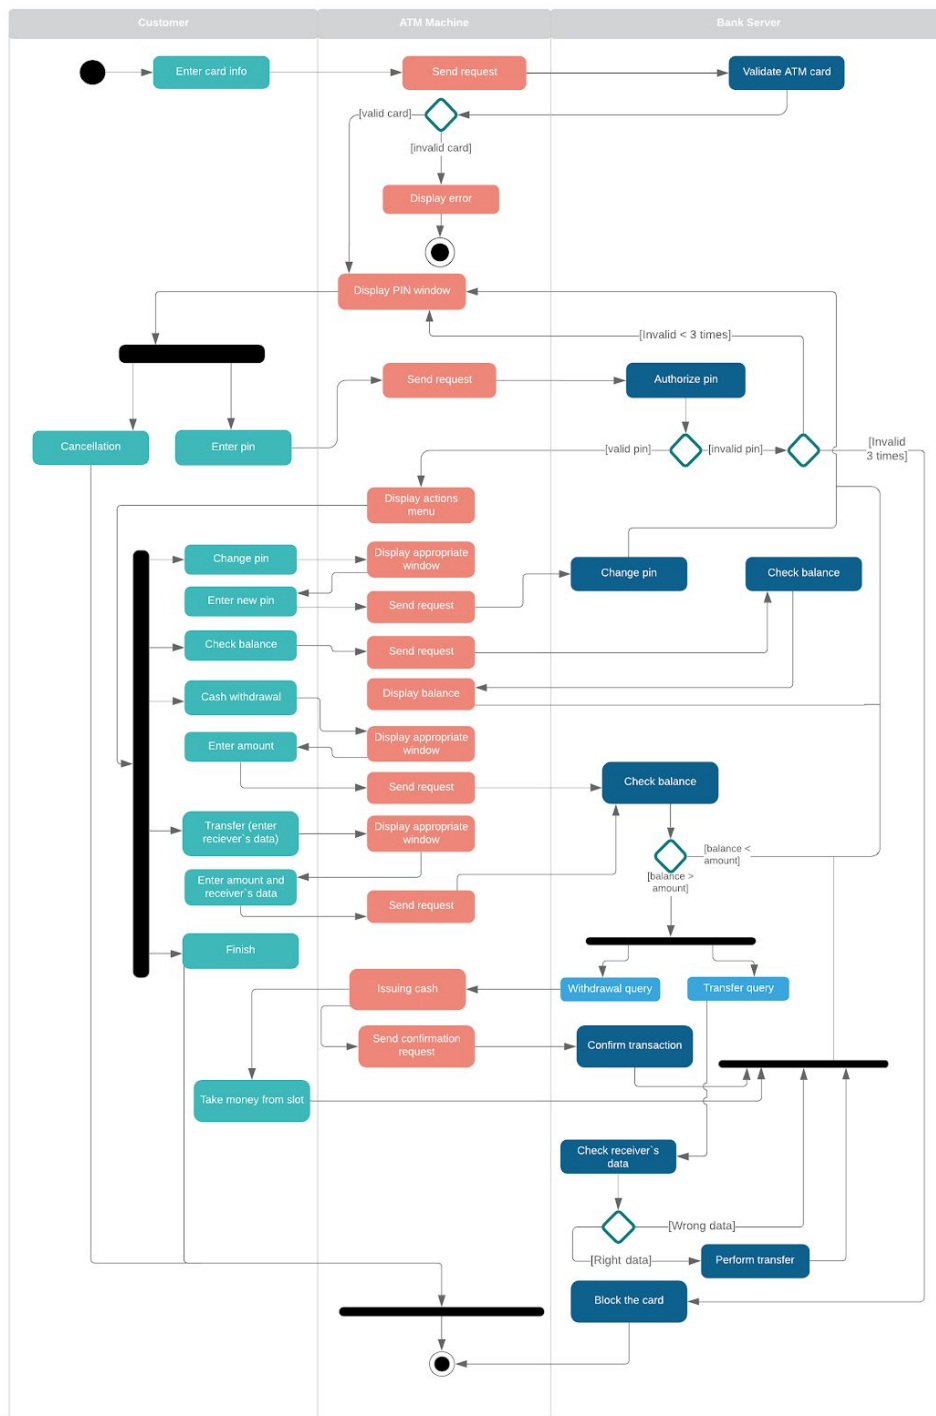 Customer
ATM Machine
Bank Server
Enter card info
Send request
Validate ATM card
[valid card]
[invalid card]
Display error
Display PIN window
[Invalid < 3 times]
Send request
Authorize pin
Cancellation
Enter pin
[valid pin]
[invalid pin]
[Invalid
3 times]
Display actions
menu
Change pin
Display appropriate
window
Change pin
Check balance
Enter new pin
Send request
Check balance
Send request
Display balance
Cash withdrawal
Display appropriate
window
Enter amount
Send request
Check balance
Transfer (enter
reciever`s data)
Display appropriate
window
[balance <
amount]
[balance >
amount]
Enter amount and
receiver`s data
Send request
Finish
Issuing cash
Withdrawal query
Transfer query
Send confirmation
request
Confirm transaction
Take money from slot
Check receiver`s
data
[Wrong data]
[Right data]
Perform transfer
Block the card